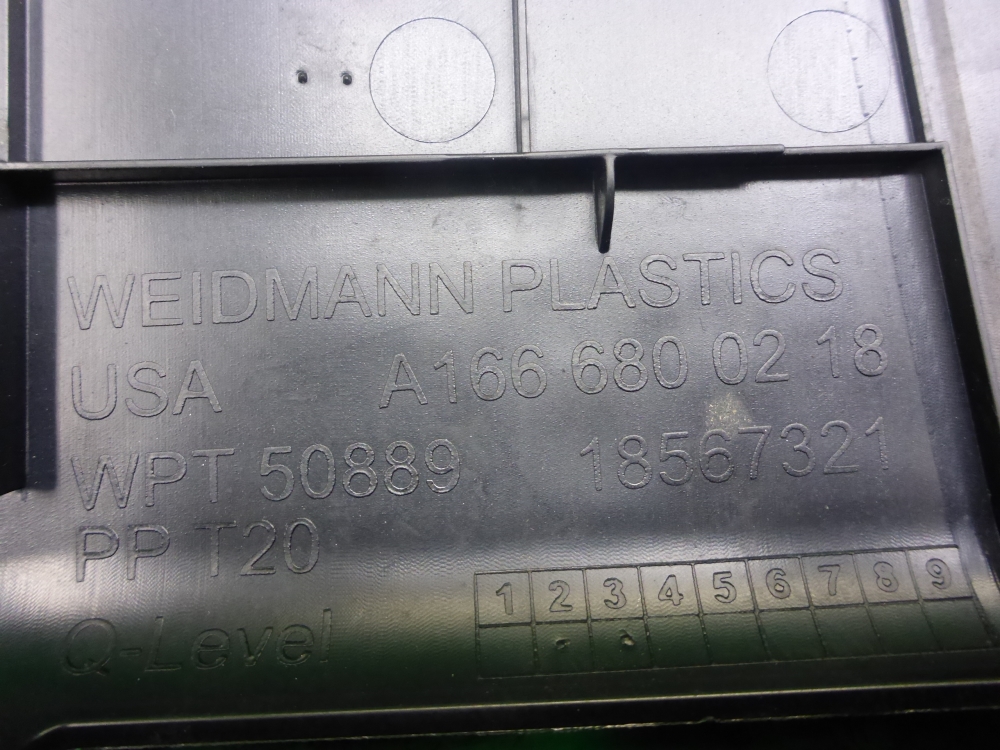 WEIDMANN PLASTICS
USA A166 680 02 18
WPT 50889 18567321
PP T20
Q-Level
1 2 3 4 5 6 7 8 9